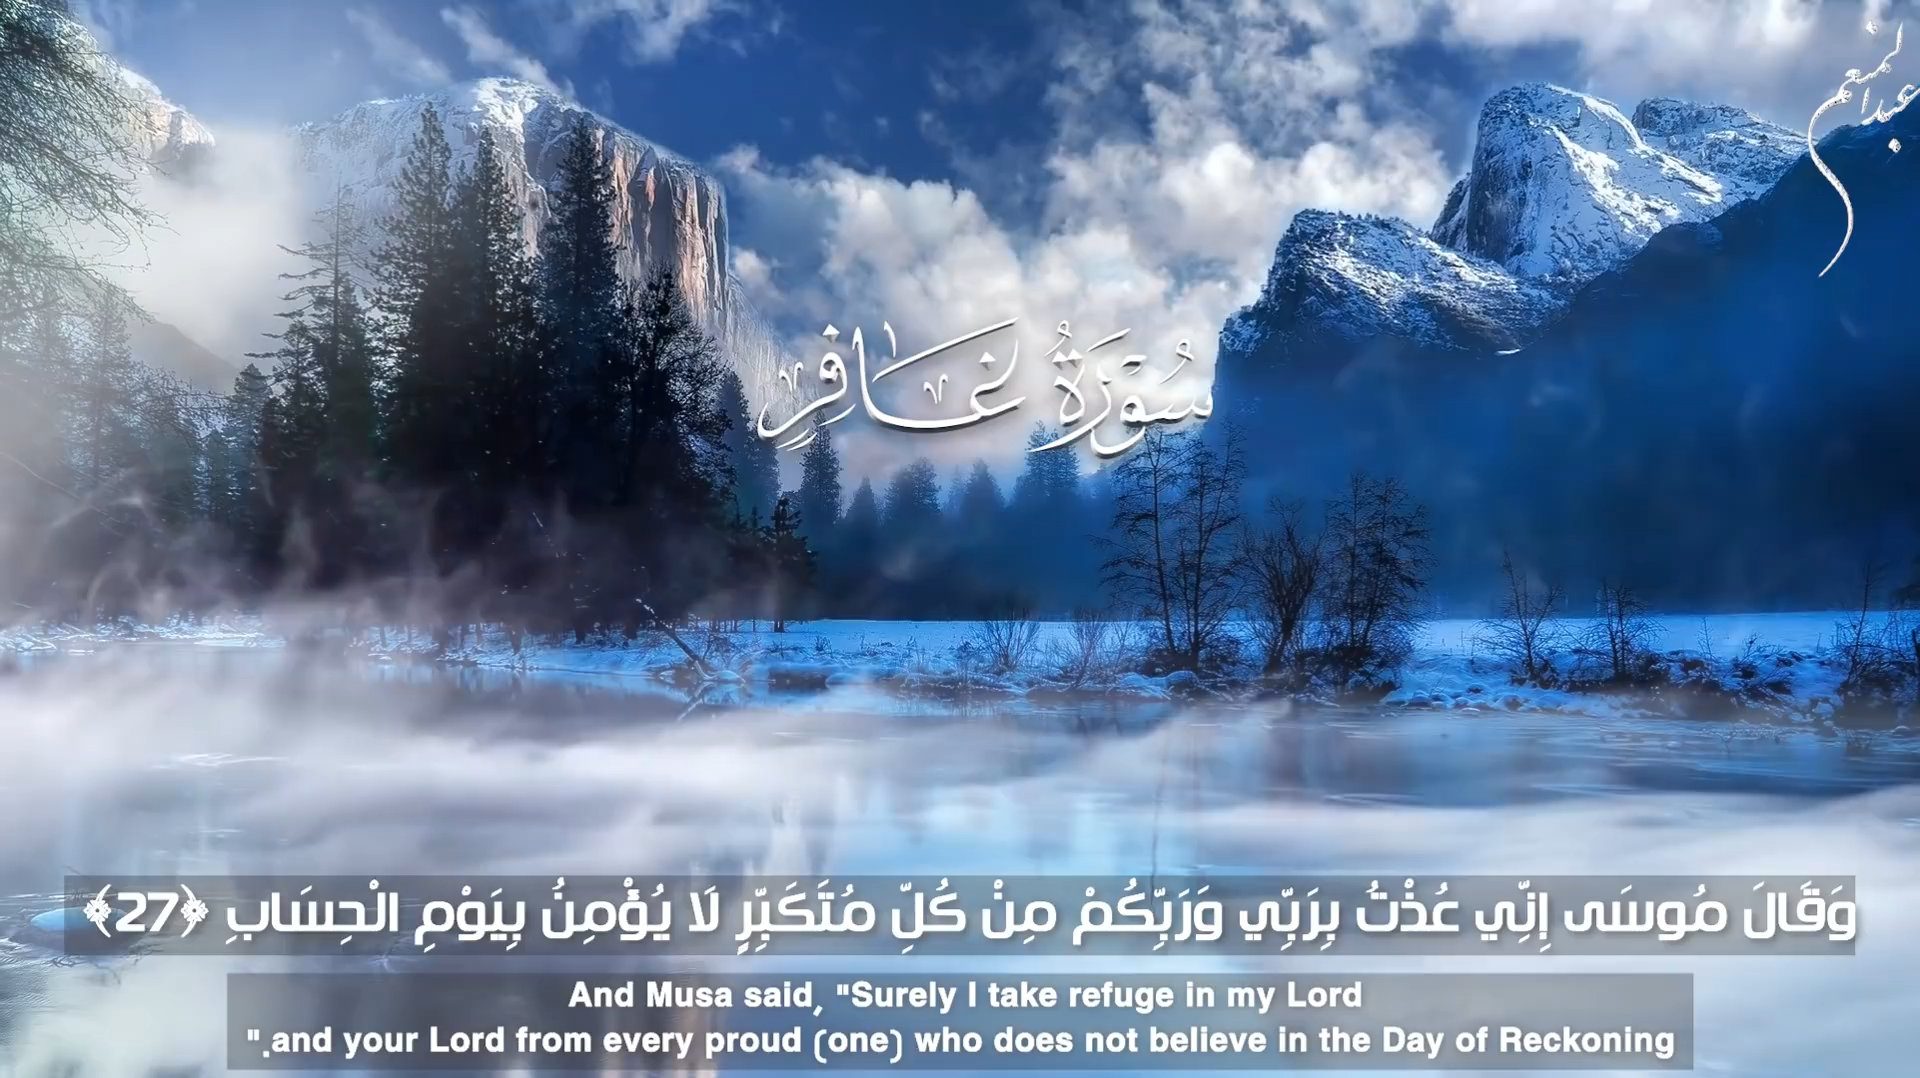 عبدالمنعم
سُورَةُ غَافِرٍ
وَقَالَ مُوسَى إِنِّي عُذْتُ بِرَبِّي وَرَبِّكُمْ مِنْ كُلِّ مُتَكَبِّرٍ لَا يُؤْمِنُ بِيَوْمِ الْحِسَابِ ﴿27﴾
And Musa said, "Surely I take refuge in my Lord
".and your Lord from every proud (one) who does not believe in the Day of Reckoning